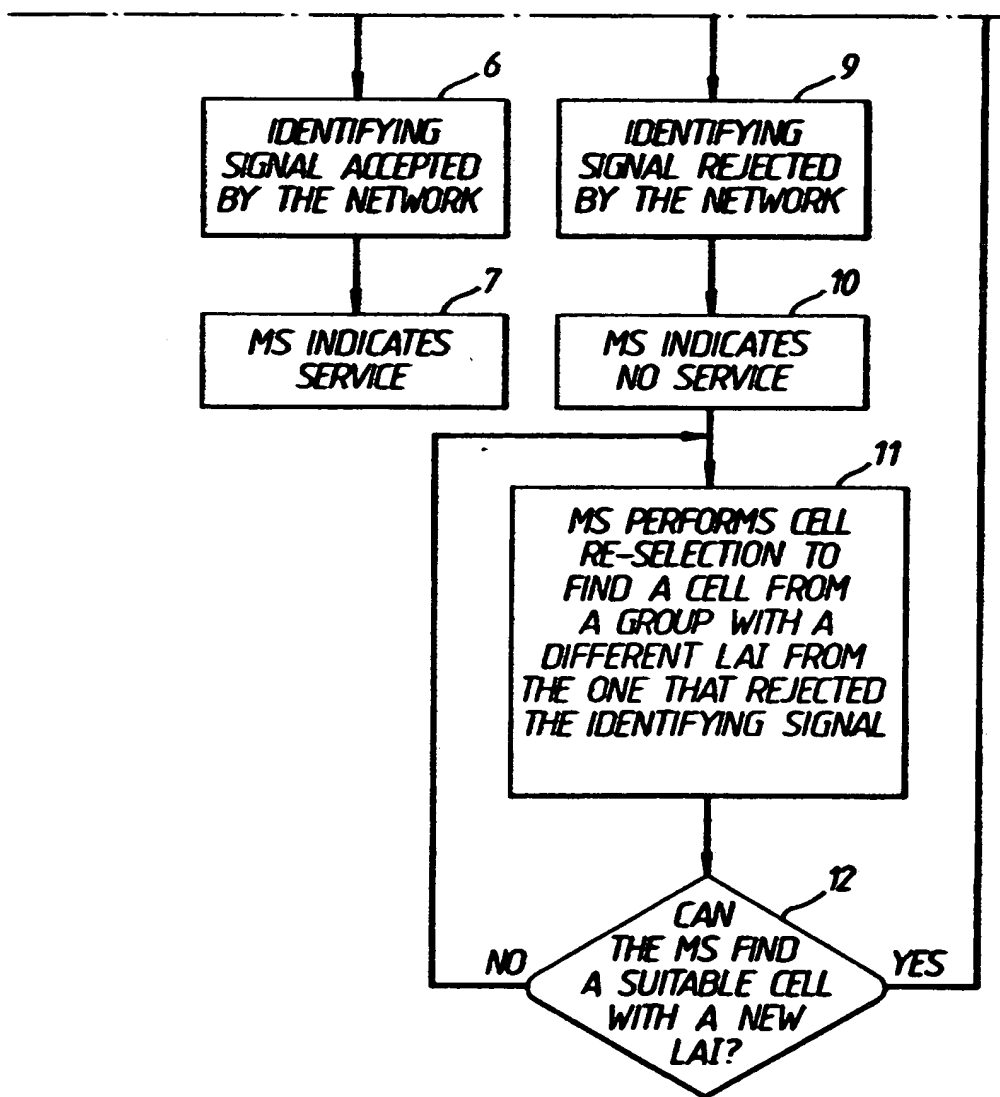 6
IDENTIFYING
SIGNAL ACCEPTED
BY THE NETWORK
9
IDENTIFYING
SIGNAL REJECTED
BY THE NETWORK
7
MS INDICATES
SERVICE
10
MS INDICATES
NO SERVICE
11
MS PERFORMS CELL
RE-SELECTION TO
FIND A CELL FROM
A GROUP WITH A
DIFFERENT LAI FROM
THE ONE THAT REJECTED
THE IDENTIFYING SIGNAL
12
CAN
THE MS FIND
A SUITABLE CELL
WITH A NEW
LAI?
NO
YES